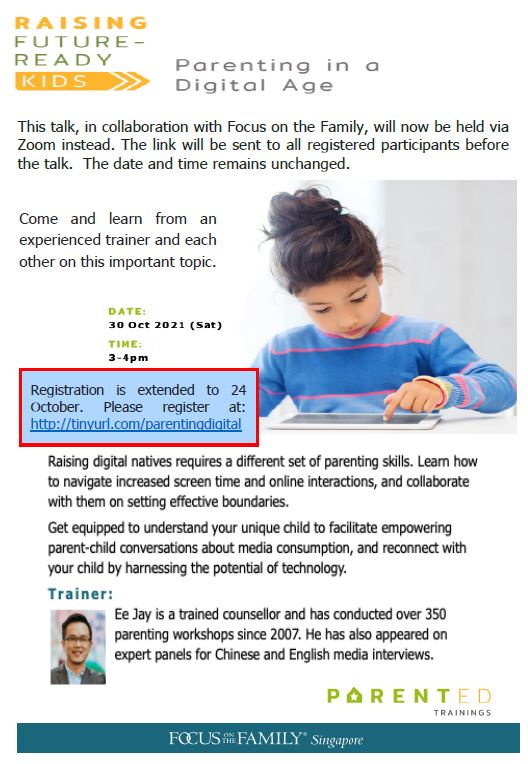 RAISING
FUTURE-
READY
KIDS
Parenting in a
Digital Age
This talk, in collaboration with Focus on the Family, will now be held via
Zoom instead. The link will be sent to all registered participants before
the talk. The date and time remains unchanged.
Come and learn from an
experienced trainer and each
other on this important topic.
DATE:
30 Oct 2021 (Sat)
TIME:
3-4pm
Registration is extended to 24
October. Please register at:
http://tinyurl.com/parentingdigital
Raising digital natives requires a different set of parenting skills. Learn how
to navigate increased screen time and online interactions, and collaborate
with them on setting effective boundaries.
Get equipped to understand your unique child to facilitate empowering
parent-child conversations about media consumption, and reconnect with
your child by harnessing the potential of technology.
Trainer:
Ee Jay is a trained counsellor and has conducted over 350
parenting workshops since 2007. He has also appeared on
expert panels for Chinese and English media interviews.
PARENTED
TRAININGS
FOCUS ON THE FAMILY® Singapore